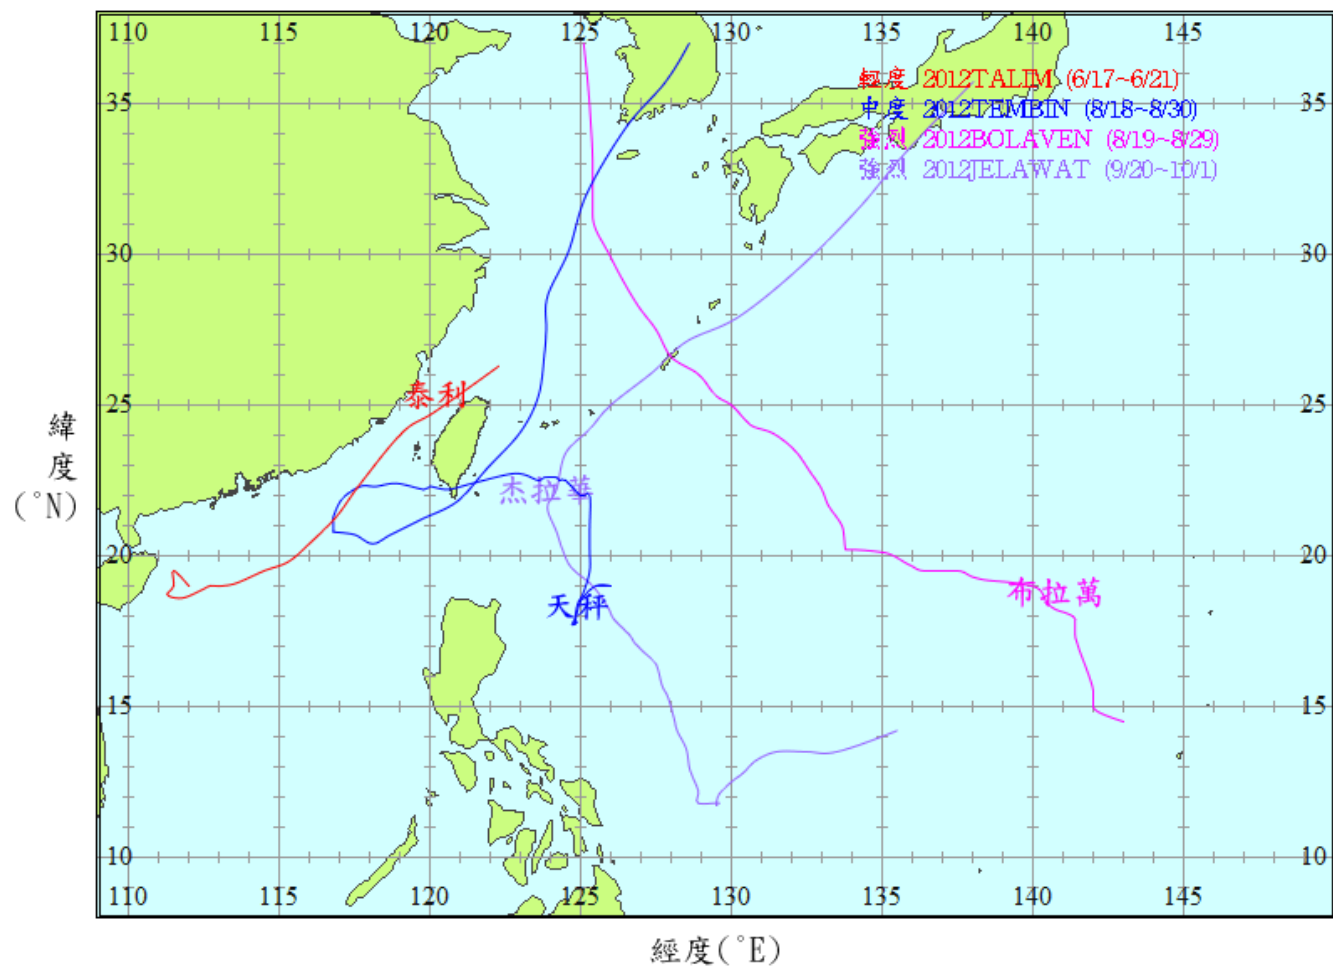 110 115 120 125 130 135 140 145
輕度 2012TALIM (6/17~6/21)
35 35
中度 2012TEMBIN (8/18~8/30)
強烈 2012BOLAVEN (8/19~8/29)
強烈 2012JELAWAT (9/20~10/1)
30 30
泰利
25 25
緯度
(°N)
杰拉華
20 20
布拉萬
天秤
15 15
10 10
110 115 120 125 130 135 140 145
經度(°E)